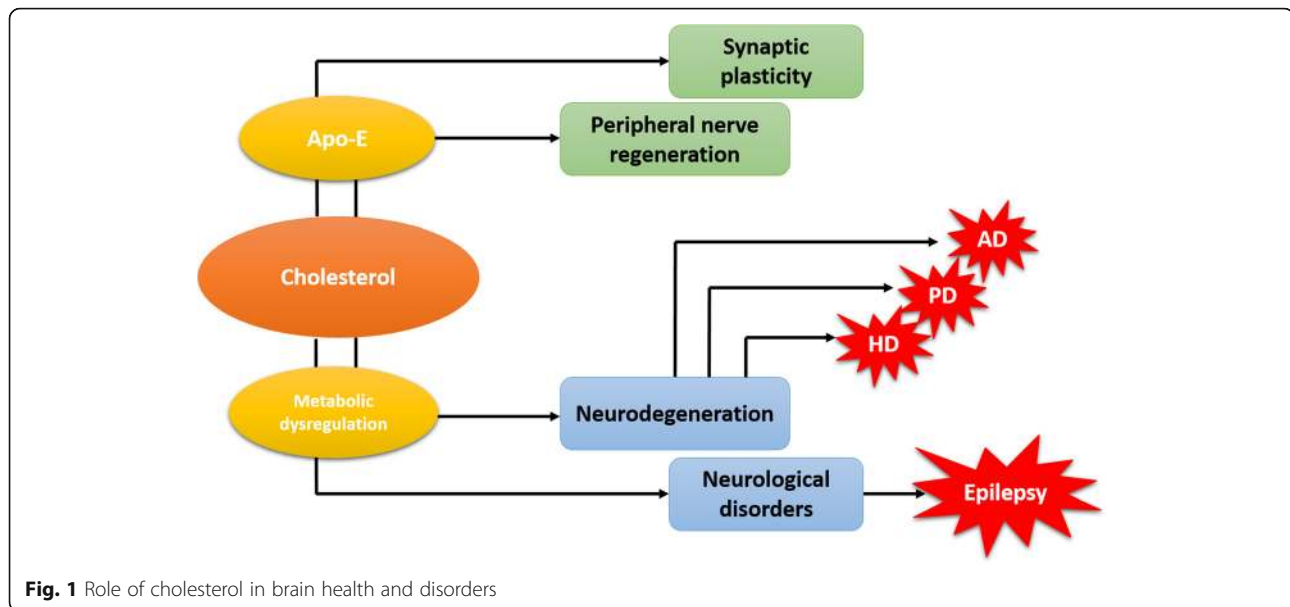 Synaptic
plasticity
Apo-E
Peripheral nerve
regeneration
Cholesterol
AD
PD
HD
Metabolic
dysregulation
Neurodegeneration
Neurological
disorders
Epilepsy
Fig. 1 Role of cholesterol in brain health and disorders